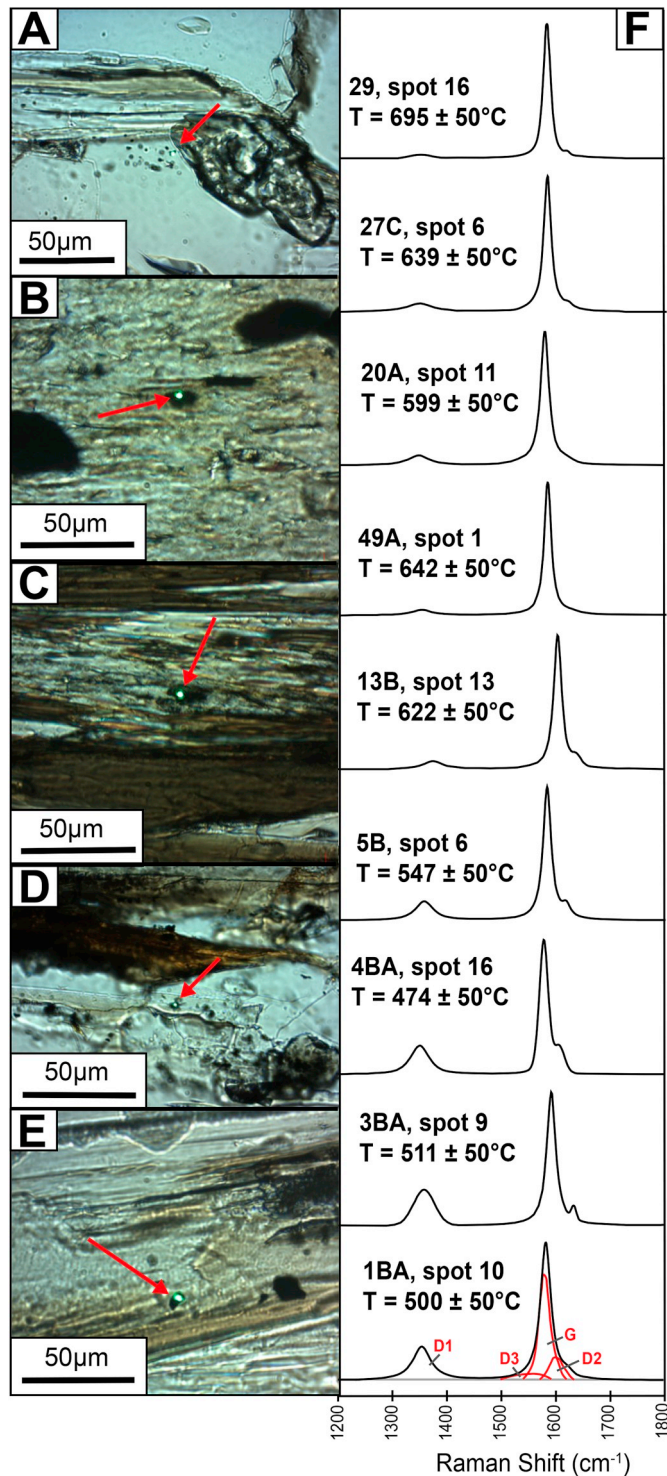 A
50µm
B
50µm
C
50µm
D
50µm
E
50µm
F
29, spot 16
T = 695 ± 50°C
27C, spot 6
T = 639 ± 50°C
20A, spot 11
T = 599 ± 50°C
49A, spot 1
T = 642 ± 50°C
13B, spot 13
T = 622 ± 50°C
5B, spot 6
T = 547 ± 50°C
4BA, spot 16
T = 474 ± 50°C
3BA, spot 9
T = 511 ± 50°C
1BA, spot 10
T = 500 ± 50°C
D1
D3
G
D2
1200
1300
1400
1500
1600
1700
1800
Raman Shift (cm⁻¹)